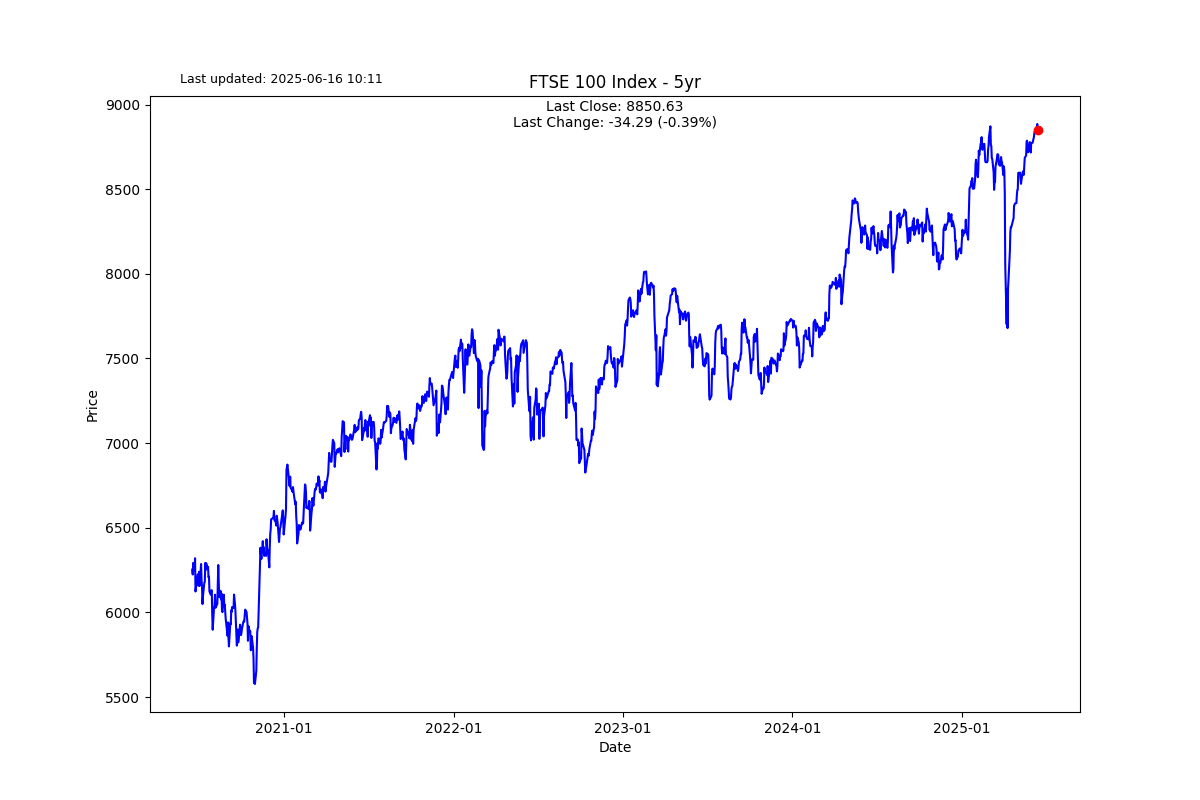 Last updated: 2025-06-16 10:11
FTSE 100 Index - 5yr
Last Close: 8850.63
Last Change: -34.29 (-0.39%)
9000
8500
8000
7500
7000
6500
6000
5500
Price
2021-01
2022-01
2023-01
2024-01
2025-01
Date